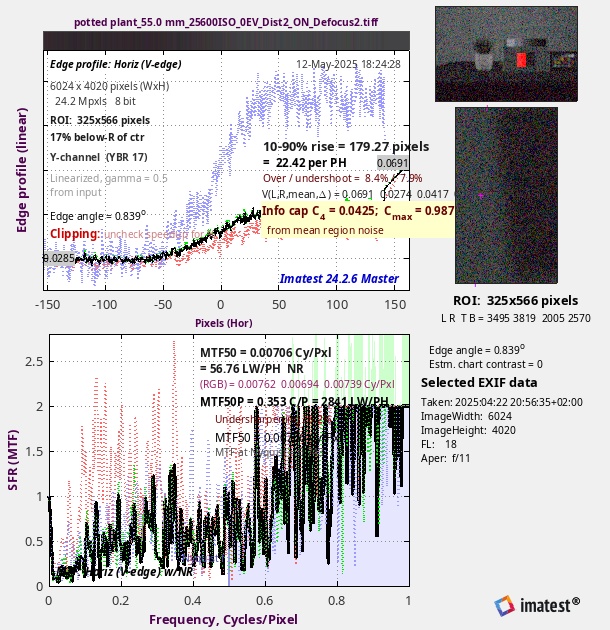 potted plant_55.0 mm_25600ISO_0EV_Dist2_ON_Defocus2.tiff
Edge profile: Horiz (V-edge)
12-May-2025 18:24:28
6024 x 4020 pixels (WxH)
24.2 Mpxls 8 bit
ROI: 325x566 pixels
17% below-R of ctr
Y-channel (YBR 17)
Linearized, gamma = 0.5
from input
Edge angle = 0.839⁰
Clipping:
10-90% rise = 179.27 pixels
= 22.42 per PH
0.0691
Over / undershoot = 8.4% / 7.9%
V(L,R,mean,Δ) = 0.0691 0.0274 0.0417
Info cap C₄ = 0.0425; Cmax = 0.987
from mean region noise
0.0285
Imatest 24.2.6 Master
Edge profile (linear)
-150 -100 -50 0 50 100 150
Pixels (Hor)
MTF50 = 0.00706 Cy/Pxl
= 56.76 LW/PH NR
(RGB) = 0.00762 0.00694 0.00739 Cy/Pxl
MTF50P = 0.353 C/P = 2841 LW/PH
MTF50 =
Horiz (V-edge) w/NR
SFR (MTF)
2.5
2
1.5
1
0.5
0
0 0.2 0.4 0.6 0.8 1
Frequency, Cycles/Pixel
ROI: 325x566 pixels
L R T B = 3495 3819 2005 2570
Edge angle = 0.839⁰
Estm. chart contrast = 0
Selected EXIF data
Taken: 2025:04:22 20:56:35+02:00
ImageWidth: 6024
ImageHeight: 4020
FL: 18
Aper: f/11
imatest®